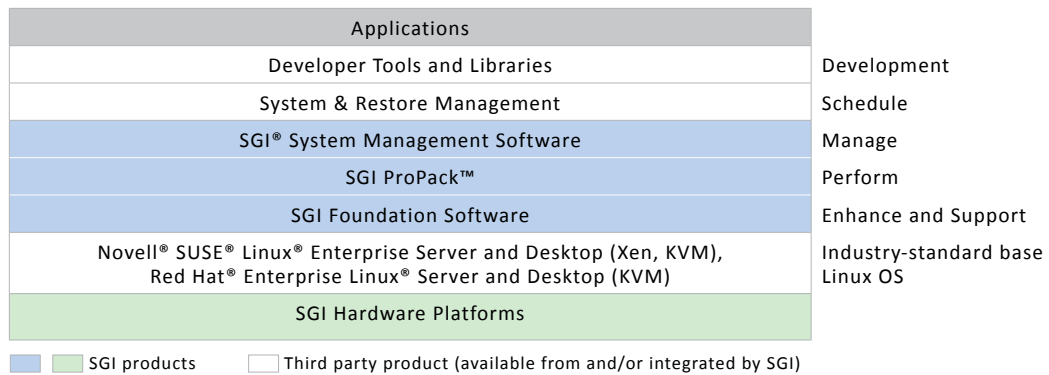 Applications
Developer Tools and Libraries Development
System & Restore Management Schedule
SGI® System Management Software Manage
SGI ProPack™ Perform
SGI Foundation Software Enhance and Support
Novell® SUSE® Linux® Enterprise Server and Desktop (Xen, KVM), Industry-standard base
Red Hat® Enterprise Linux® Server and Desktop (KVM) Linux OS
SGI Hardware Platforms
SGI products Third party product (available from and/or integrated by SGI)